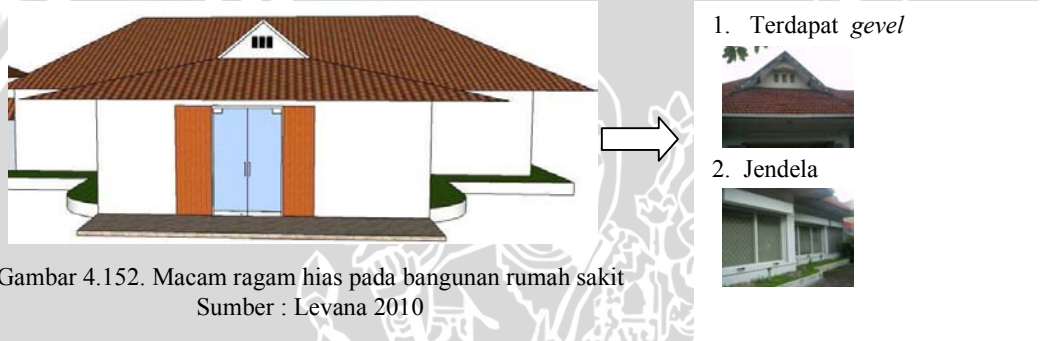 1. Terdapat gevel
2. Jendela
Gambar 4.152. Macam ragam hias pada bangunan rumah sakit
Sumber : Levana 2010